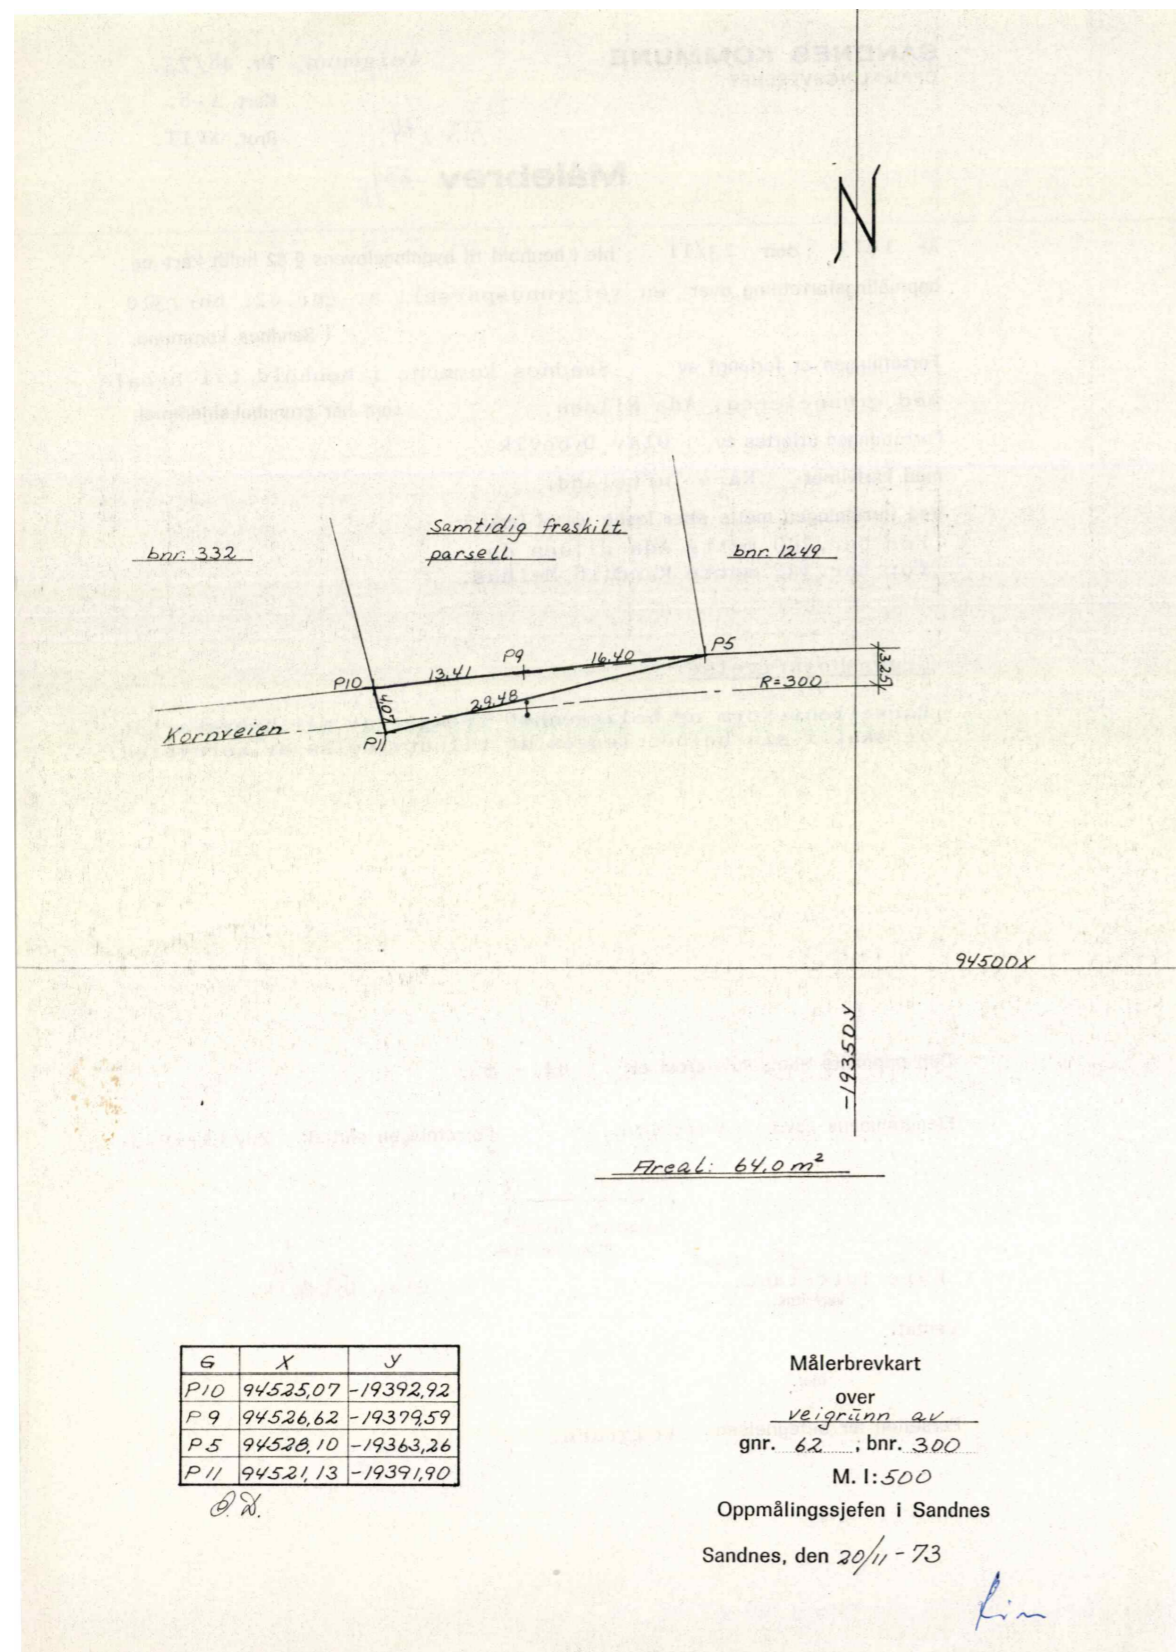 N
Samtidig fraskilt
parsell.
bnr. 332
bnr. 1249
P5
P9
16.40
13.41
P10
3.25
R=300
29.48
4.07
Kornveien
P11
94500X
-19350Y
Areal: 64,0 m²
G X Y
P10 94525,07 -19392,92
P9 94526,62 -19379,59
P5 94528,10 -19363,26
P11 94521,13 -19391,90
O.D.
Målerbrevkart
over
veigrunn av
gnr. 62 ; bnr. 300
M. 1:500
Oppmålingssjefen i Sandnes
Sandnes, den 20/11-73